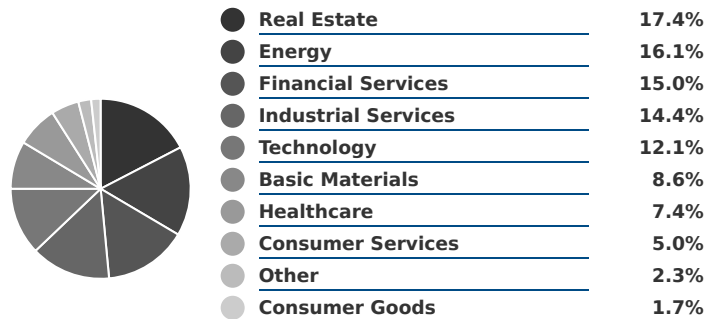 Real Estate 17.4%
Energy 16.1%
Financial Services 15.0%
Industrial Services 14.4%
Technology 12.1%
Basic Materials 8.6%
Healthcare 7.4%
Consumer Services 5.0%
Other 2.3%
Consumer Goods 1.7%